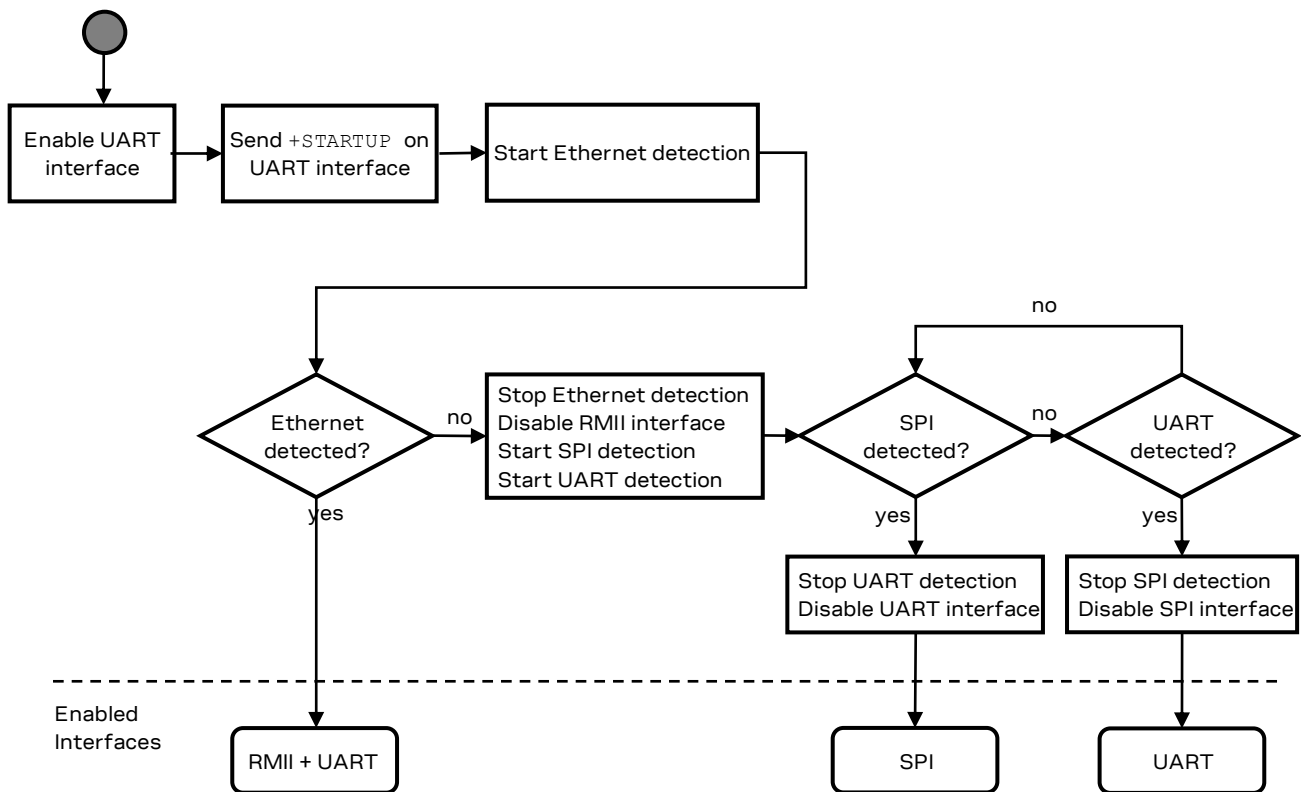 Enable UART
interface
Send +STARTUP on
UART interface
Start Ethernet detection
no
Ethernet
detected?
no
Stop Ethernet detection
Disable RMII interface
Start SPI detection
Start UART detection
SPI
detected?
no
UART
detected?
yes
yes
yes
Stop UART detection
Disable UART interface
Stop SPI detection
Disable SPI interface
Enabled
Interfaces
RMII + UART
SPI
UART